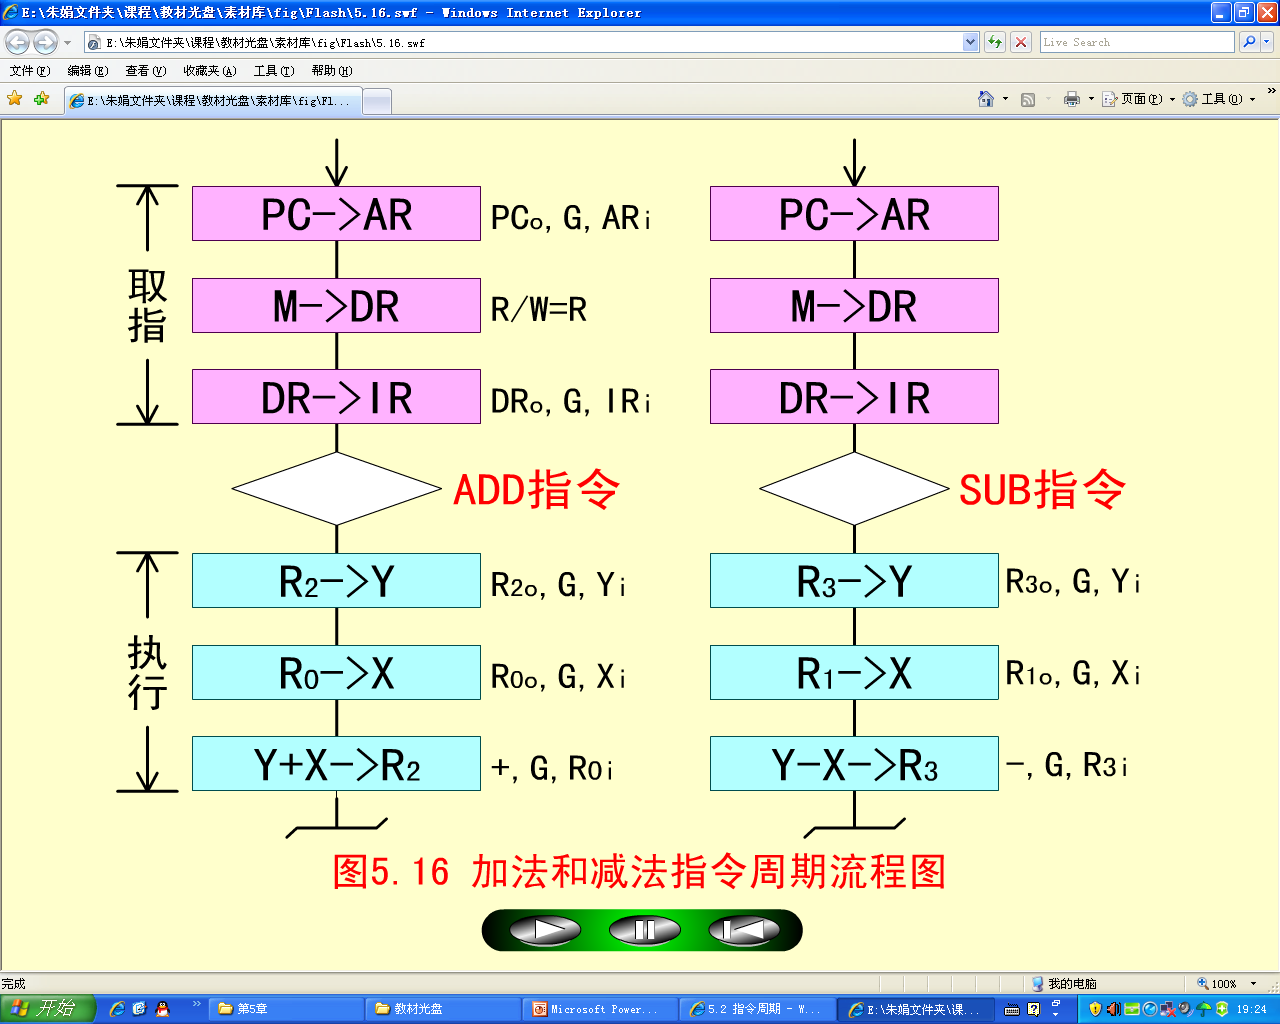 E:\朱娟文件夹\课程\教材光盘\素材库\fig\Flash\5.16.swf - Windows Internet Explorer
E:\朱娟文件夹\课程\教材光盘\素材库\fig\Flash\5.16.swf
Live Search
文件(F) 编辑(E) 查看(V) 收藏夹(A) 工具(T) 帮助(H)
E:\朱娟文件夹\课程\教材光盘\素材库\fig\Fl...
页面(P) 工具(O)
取指
PC->AR PCo, G, ARi
M->DR R/W=R
DR->IR DRo, G, IRi
ADD指令
执行
R2->Y R2o, G, Yi
R0->X R0o, G, Xi
Y+X->R2 +, G, R0i
PC->AR
M->DR
DR->IR
SUB指令
R3->Y R3o, G, Yi
R1->X R1o, G, Xi
Y-X->R3 -, G, R3i
图5.16 加法和减法指令周期流程图
完成
我的电脑
100%
开始
第5章
教材光盘
Microsoft Power...
5.2 指令周期 - W...
E:\朱娟文件夹\课...
19:24